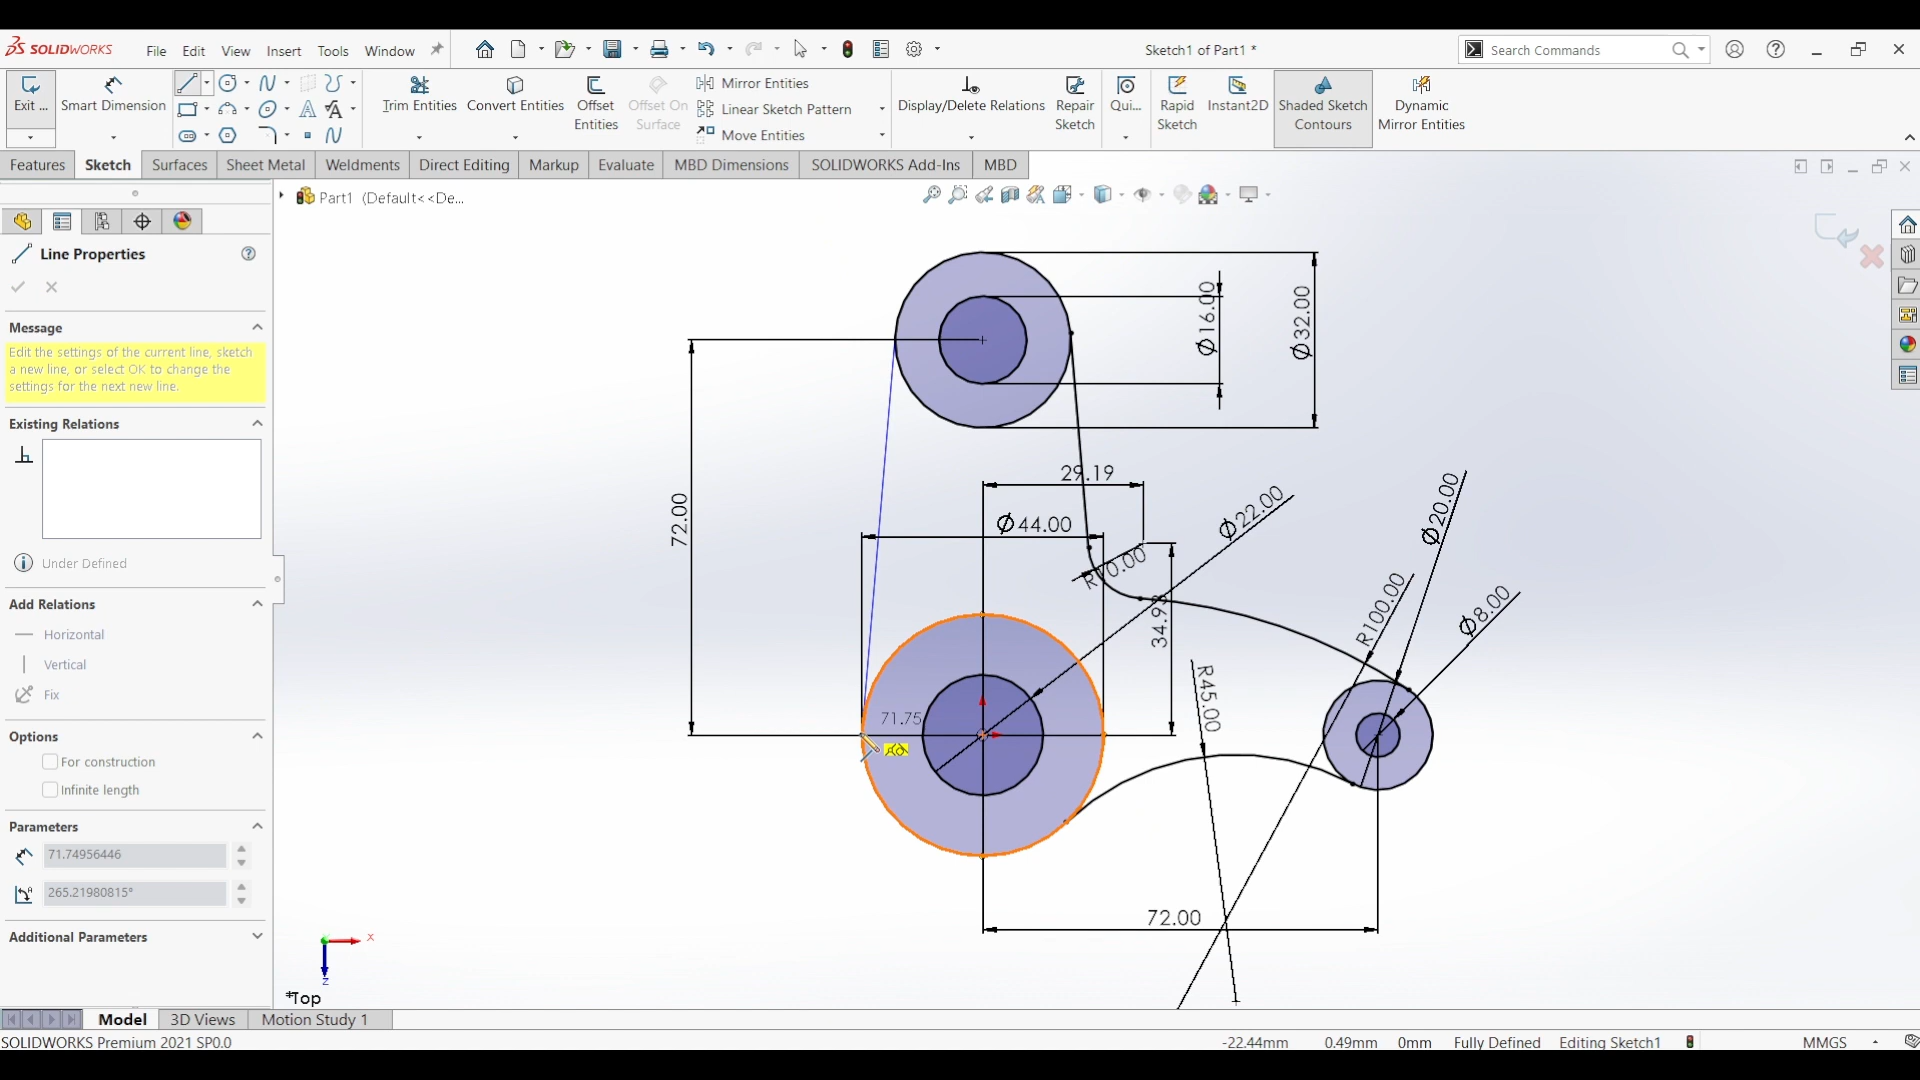 SOLIDWORKS File Edit View Insert Tools Window Sketch1 of Part1 * Search Commands
Exit ... Smart Dimension Trim Entities Convert Entities Offset Entities Offset On Surface Mirror Entities Linear Sketch Pattern Move Entities Display/Delete Relations Repair Sketch Qui... Rapid Sketch Instant2D Shaded Sketch Contours Dynamic Mirror Entities
Features Sketch Surfaces Sheet Metal Weldments Direct Editing Markup Evaluate MBD Dimensions SOLIDWORKS Add-Ins MBD
Part1 (Default<<De...
Line Properties
Message
Edit the settings of the current line, sketch
a new line, or select OK to change the
settings for the next new line.
Existing Relations
Under Defined
Add Relations
Horizontal
Vertical
Fix
Options
For construction
Infinite length
Parameters
71.74956446
265.21980815°
Additional Parameters
Ø16.00
Ø32.00
72.00
29.19
Ø44.00
Ø22.00
R10.00
Ø20.00
R100.00
Ø8.00
R45.00
71.75
72.00
x
z
*Top
Model 3D Views Motion Study 1
SOLIDWORKS Premium 2021 SP0.0 -22.44mm 0.49mm 0mm Fully Defined Editing Sketch1 MMGS